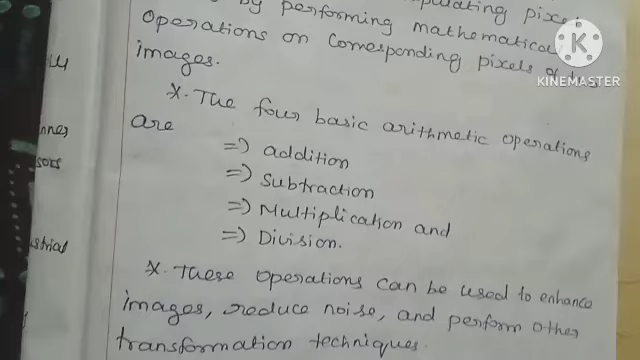 by performing mathematical
operations on corresponding pixels of
images.
*. The four basic arithmetic operations
are
=> addition
=> Subtraction
=> Multiplication and
=> Division.
*. These operations can be used to enhance
images, reduce noise, and perform other
transformation techniques.
KINEMASTER